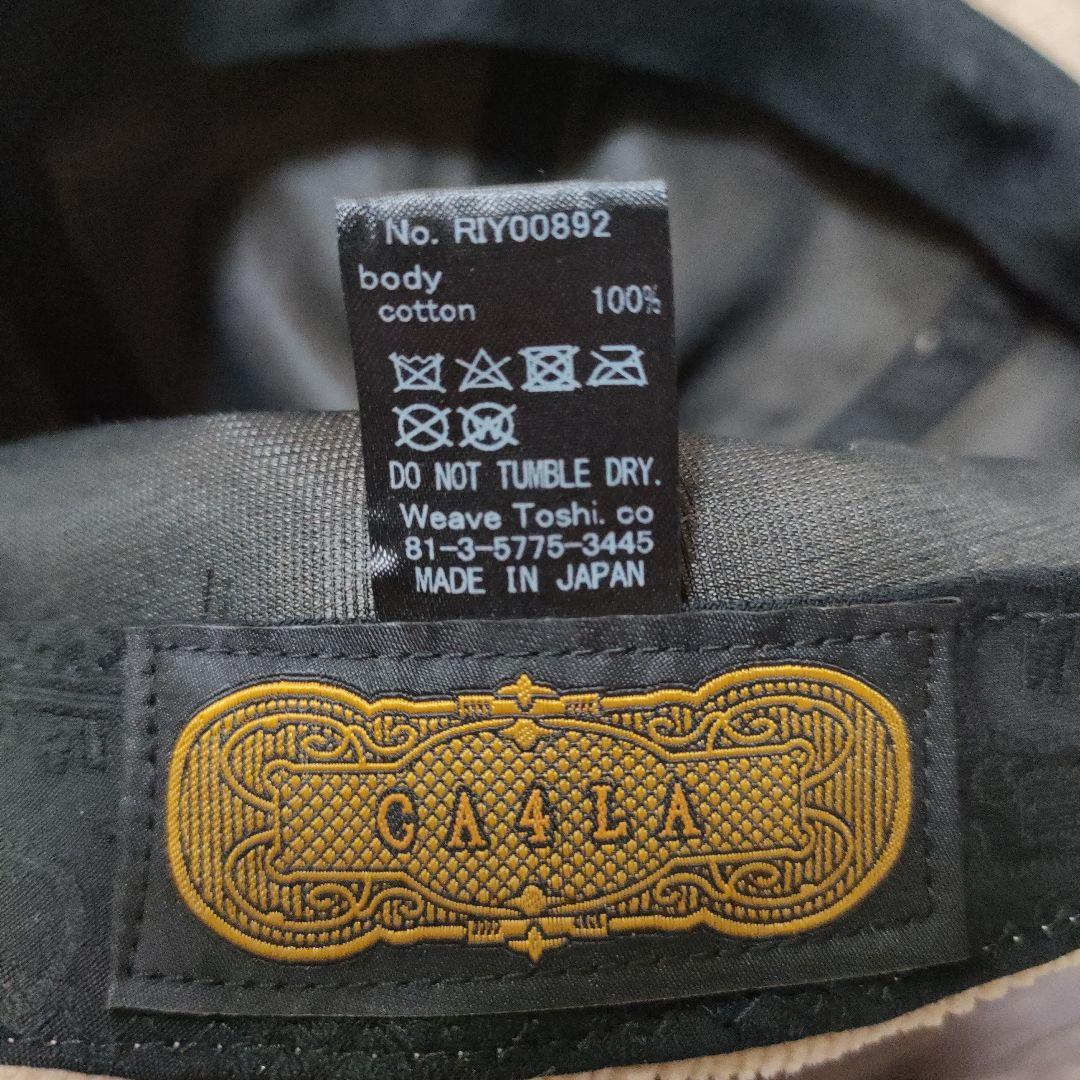 No. RIY00892
body
cotton 100%
W
DO NOT TUMBLE DRY.
Weave Toshi. co
81-3-5775-3445
MADE IN JAPAN
CA4LA